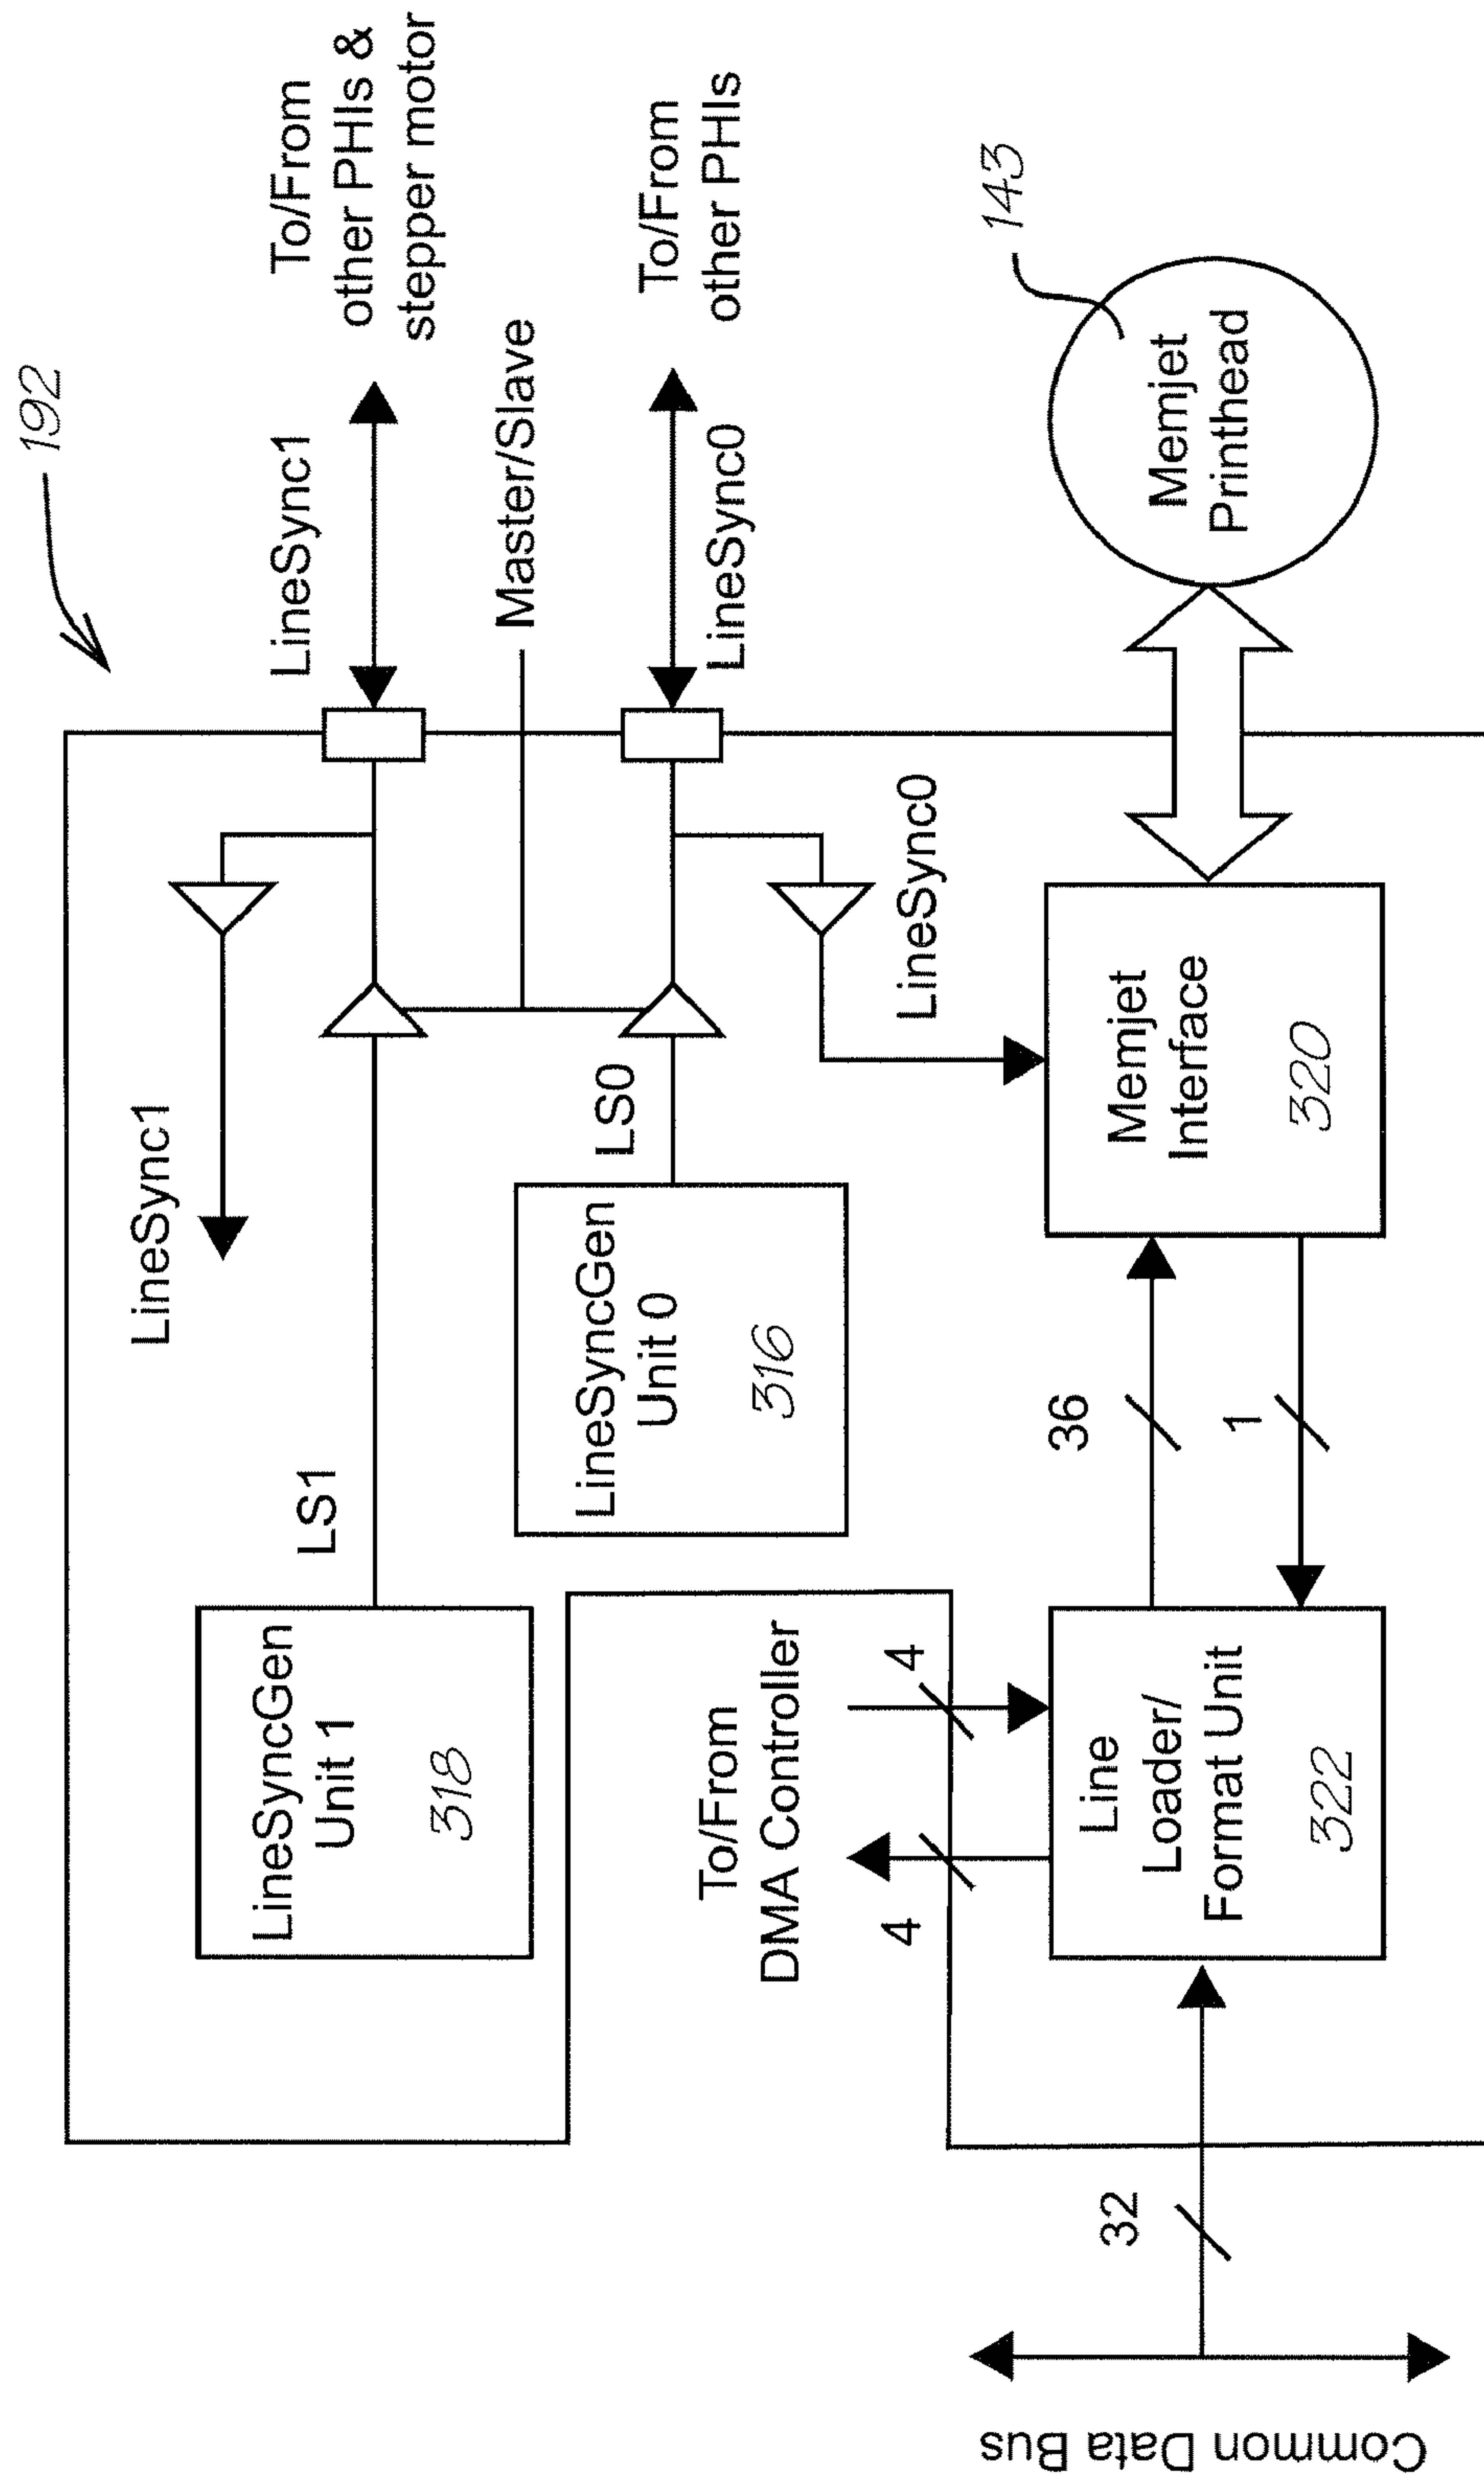 192
LineSync1
To/From
other PHIs &
stepper motor
LineSync1
Master/Slave
LineSyncGen
Unit 1
318
LS1
LineSync0
To/From
other PHIs
LineSyncGen
Unit 0
316
LS0
LineSync0
To/From
DMA Controller
4
4
Common Data Bus
32
Line
Loader/
Format Unit
322
36
1
Memjet
Interface
320
Memjet
Printhead
143